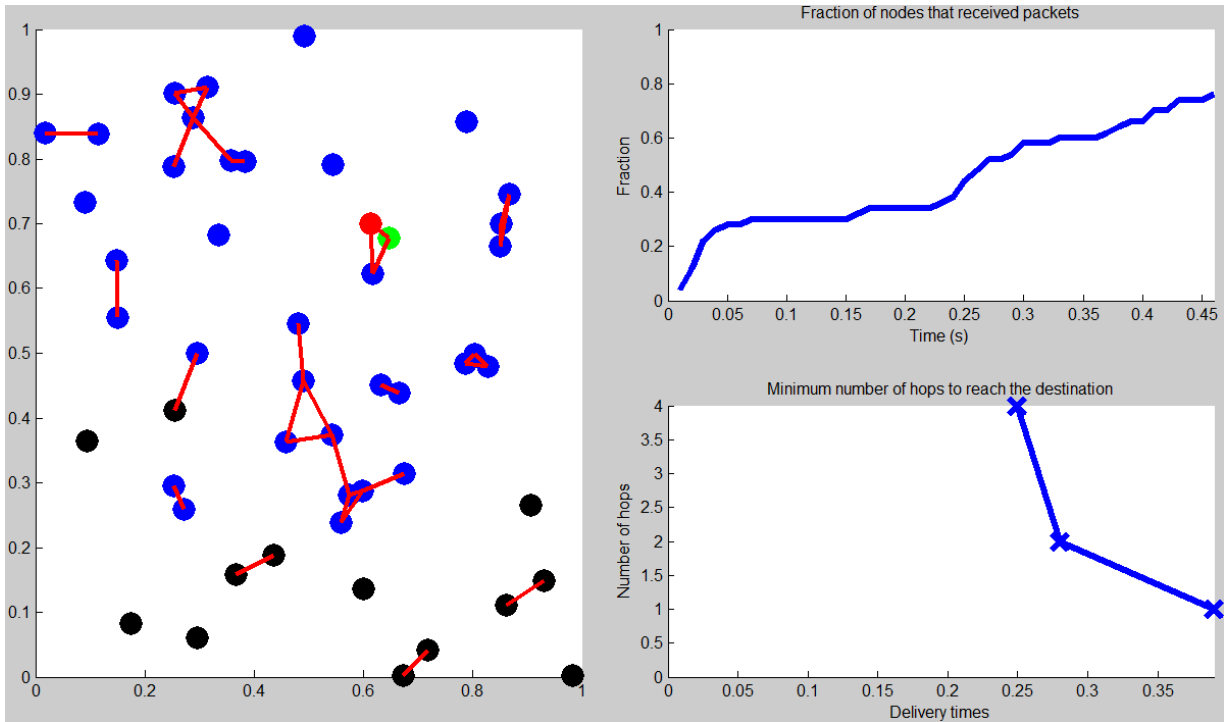 1
0.9
0.8
0.7
0.6
0.5
0.4
0.3
0.2
0.1
0
0 0.2 0.4 0.6 0.8 1
Fraction of nodes that received packets
1
0.8
0.6
0.4
0.2
0
Fraction
0 0.05 0.1 0.15 0.2 0.25 0.3 0.35 0.4 0.45
Time (s)
Minimum number of hops to reach the destination
4
3.5
3
2.5
2
1.5
1
0.5
0
Number of hops
0 0.05 0.1 0.15 0.2 0.25 0.3 0.35
Delivery times